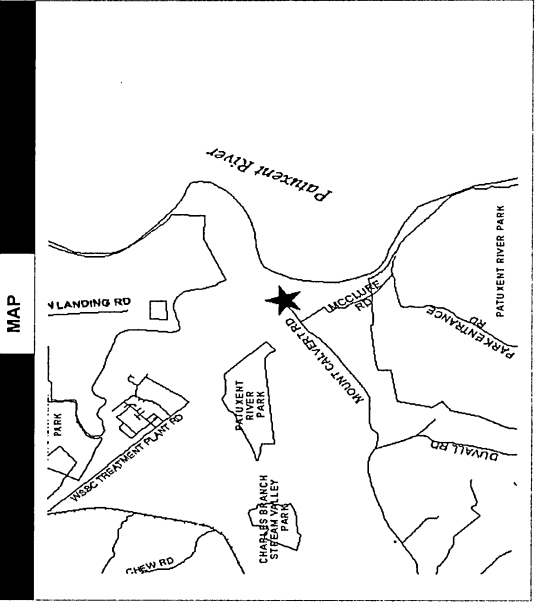 MAP
Patuxent River
N LANDING RD
PARK
WSSC TREATMENT PLANT RD
CHEW RD
PATUXENT
RIVER
PARK
CHARLES BRANCH
STREAM VALLEY
PARK
MOUNT CALVERT RD
MCCLURE
RD
PATUXENT RIVER PARK
PARK ENTRANCE
RD
DUVALL RD